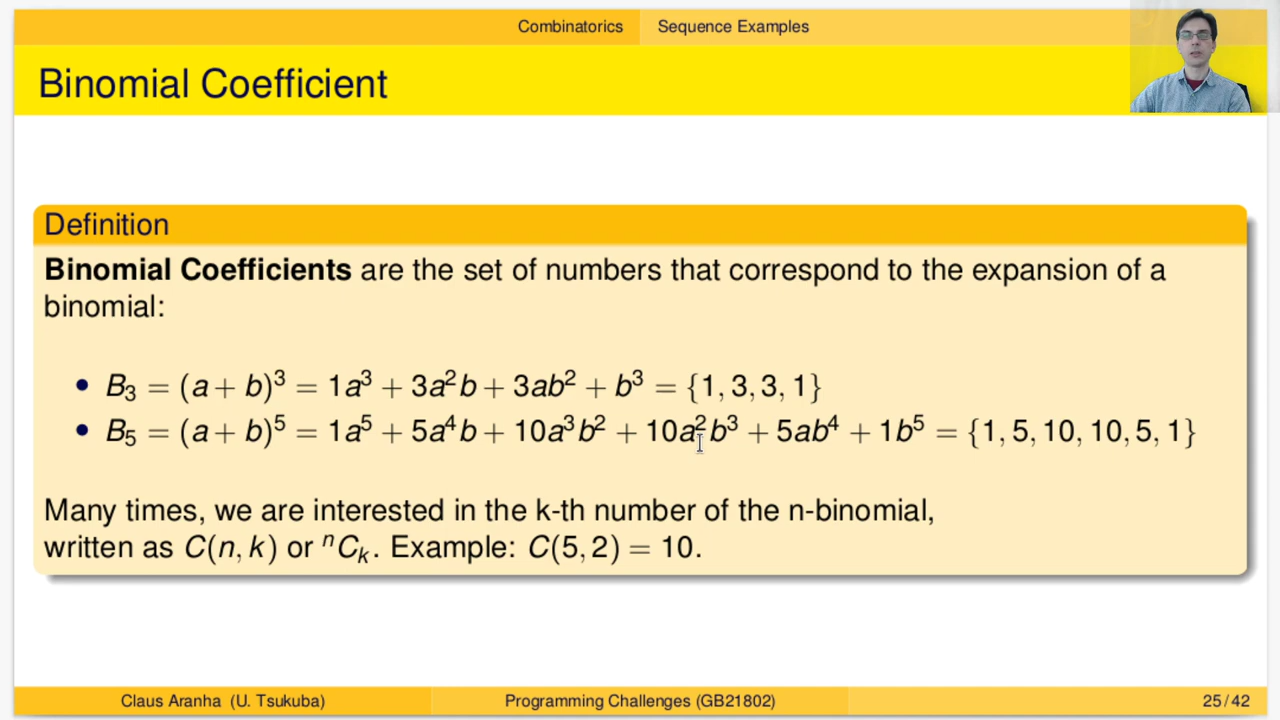 Combinatorics Sequence Examples
Binomial Coefficient
Definition
Binomial Coefficients are the set of numbers that correspond to the expansion of a
binomial:
• B₃ = (a + b)³ = 1a³ + 3a²b + 3ab² + b³ = {1, 3, 3, 1}
• B₅ = (a + b)⁵ = 1a⁵ + 5a⁴b + 10a³b² + 10a²b³ + 5ab⁴ + 1b⁵ = {1, 5, 10, 10, 5, 1}
Many times, we are interested in the k-th number of the n-binomial,
written as C(n, k) or ⁿCₖ. Example: C(5, 2) = 10.
Claus Aranha (U. Tsukuba) Programming Challenges (GB21802) 25 / 42